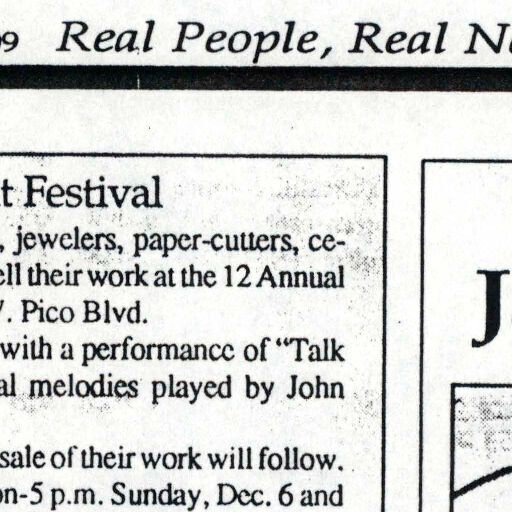 Real People, Real
t Festival
, jewelers, paper-cutters, ce-
ell their work at the 12 Annual
. Pico Blvd.
with a performance of “Talk
al melodies played by John
sale of their work will follow.
on-5 p.m. Sunday, Dec. 6 and
J